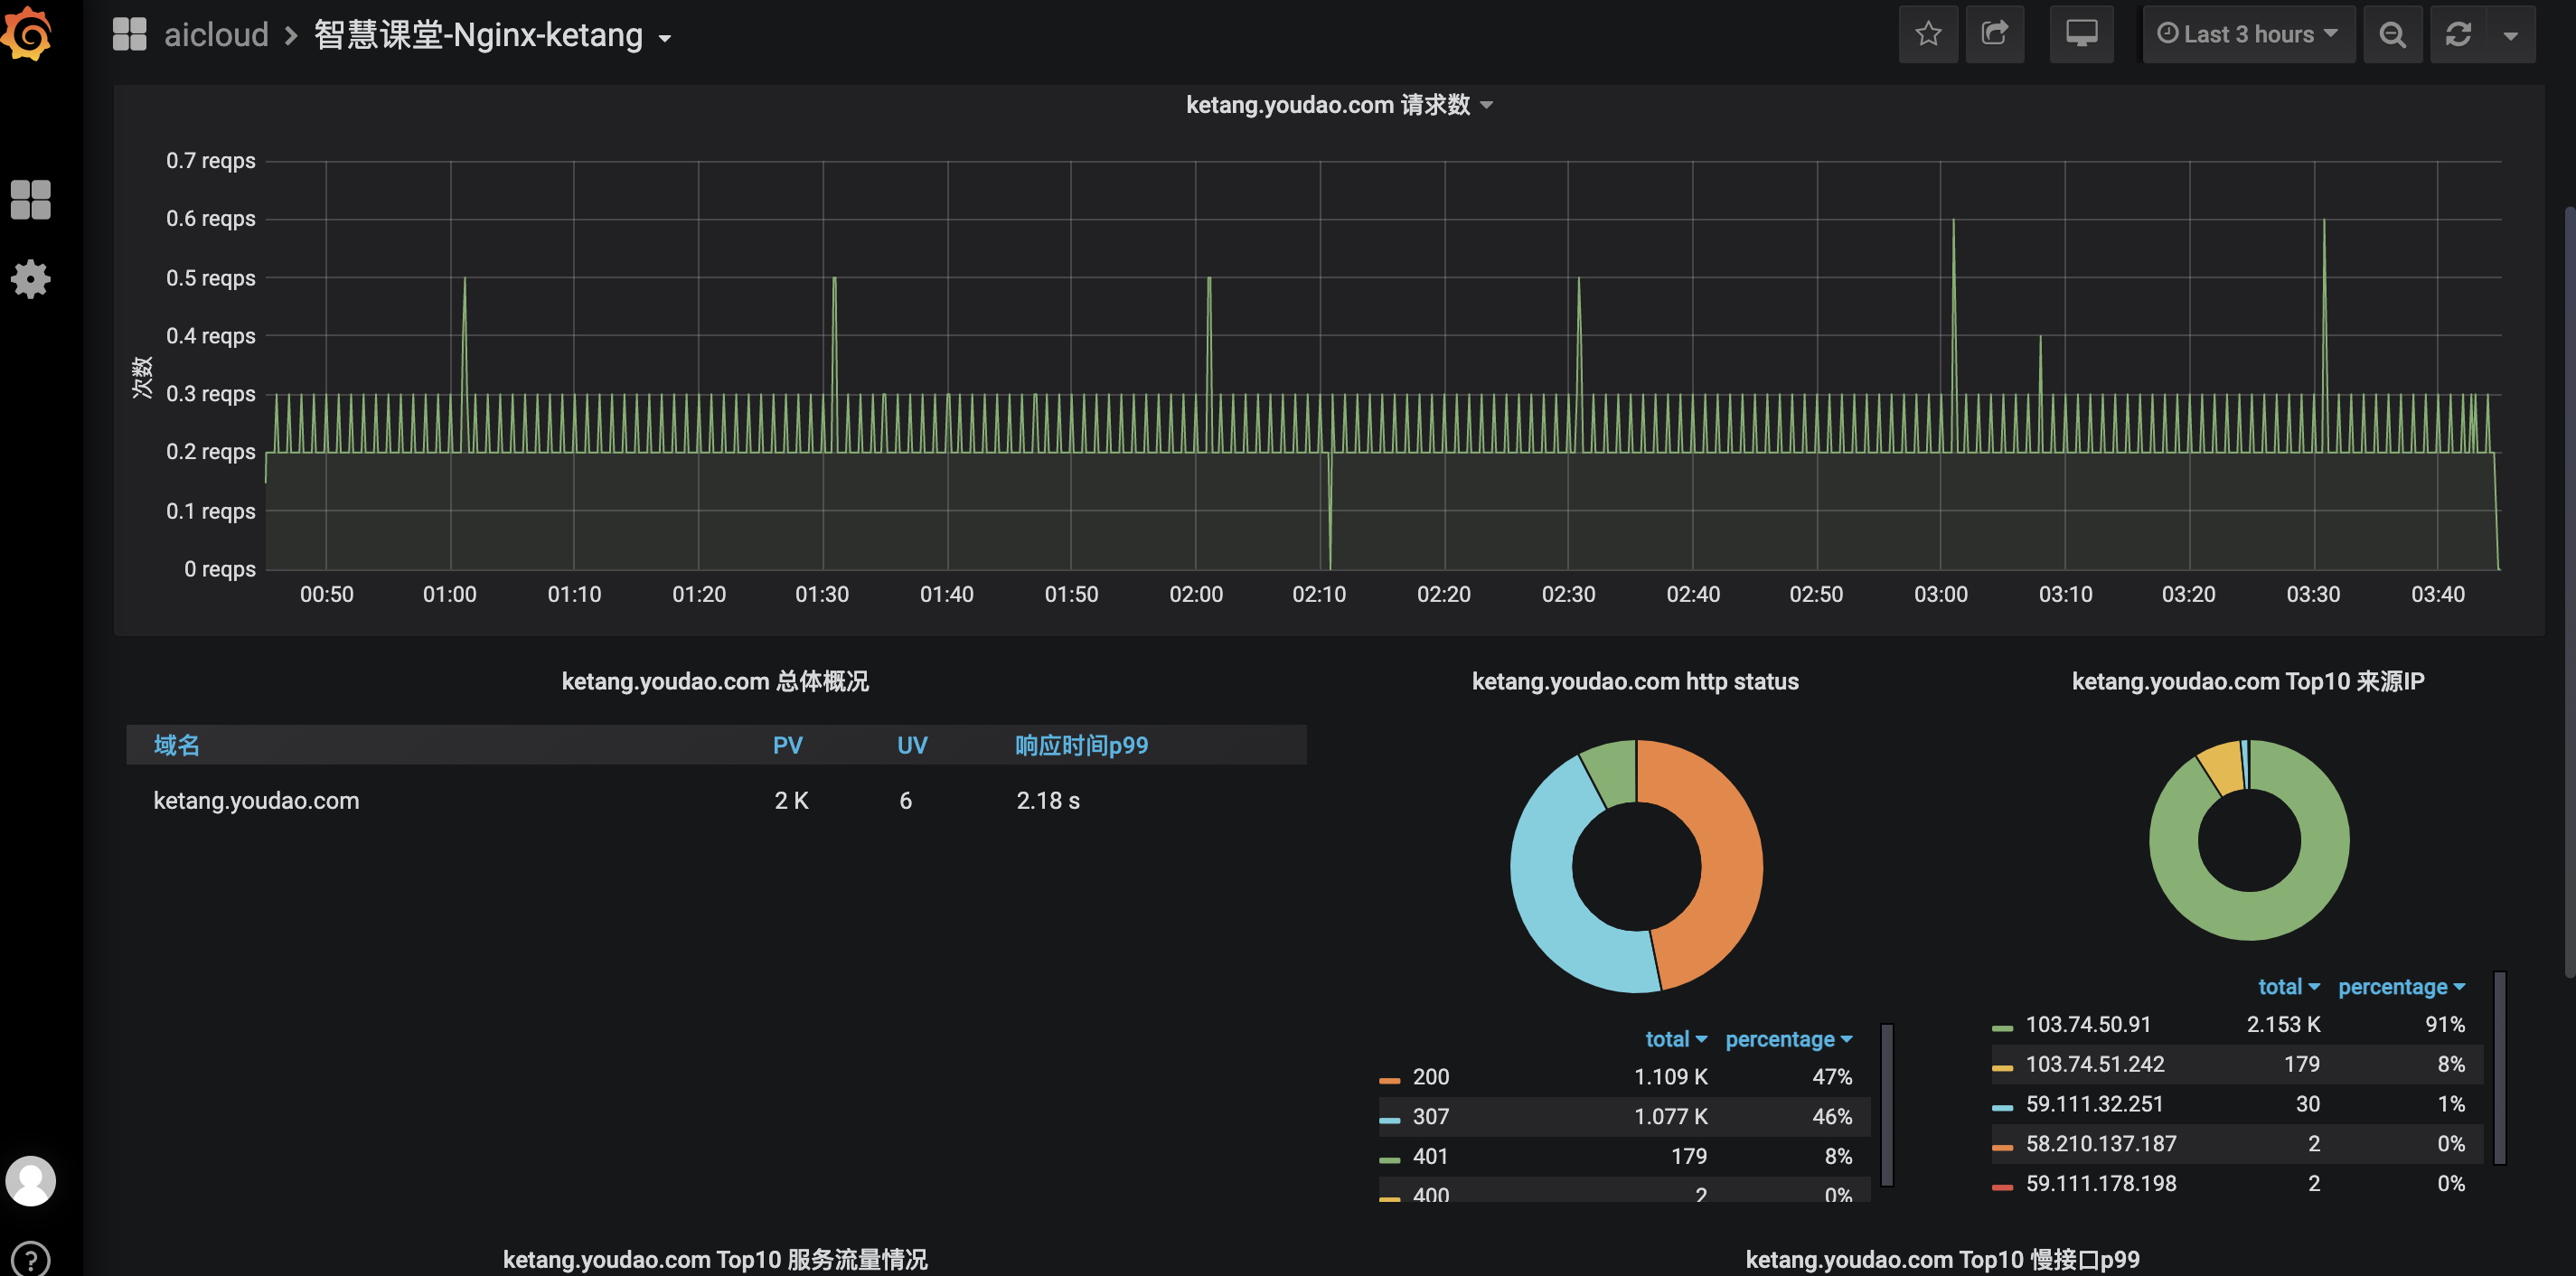 aicloud > 智慧课堂-Nginx-ketang
Last 3 hours
ketang.youdao.com 请求数
次数
0.7 reqps
0.6 reqps
0.5 reqps
0.4 reqps
0.3 reqps
0.2 reqps
0.1 reqps
0 reqps
00:50 01:00 01:10 01:20 01:30 01:40 01:50 02:00 02:10 02:20 02:30 02:40 02:50 03:00 03:10 03:20 03:30 03:40
ketang.youdao.com 总体概况
域名 PV UV 响应时间p99
ketang.youdao.com 2 K 6 2.18 s
ketang.youdao.com http status
total percentage
200 1.109 K 47%
307 1.077 K 46%
401 179 8%
400 2 0%
ketang.youdao.com Top10 来源IP
total percentage
103.74.50.91 2.153 K 91%
103.74.51.242 179 8%
59.111.32.251 30 1%
58.210.137.187 2 0%
59.111.178.198 2 0%
ketang.youdao.com Top10 服务流量情况
ketang.youdao.com Top10 慢接口p99